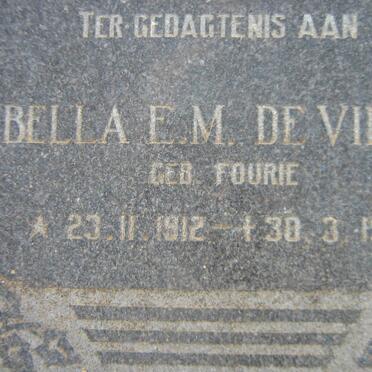 TER GEDAGTENIS AAN
BELLA E.M. DE VI
GEB. FOURIE
★ 23.11.1912 — † 30.3.1